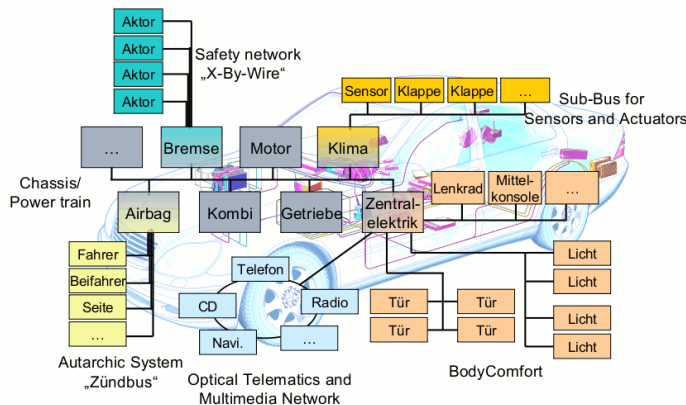 Aktor
Aktor
Aktor
Aktor
Safety network
„X-By-Wire“
Sensor
Klappe
Klappe
...
Sub-Bus for
Sensors and Actuators
...
Bremse
Motor
Klima
Chassis/
Power train
Airbag
Kombi
Getriebe
Zentral-
elektrik
Lenkrad
Mittel-
konsole
...
Fahrer
Beifahrer
Seite
...
Autarchic System
„Zündbus“
Telefon
CD
Radio
Navi.
...
Optical Telematics and
Multimedia Network
Tür
Tür
Tür
Tür
Licht
Licht
Licht
Licht
BodyComfort